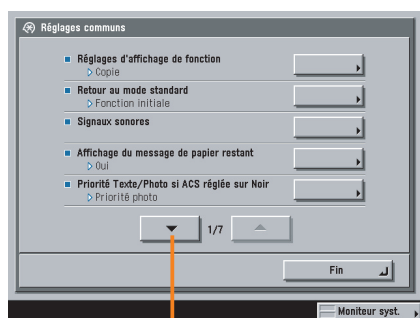 Réglages communs
Réglages d'affichage de fonction
Copie
Retour au mode standard
Fonction initiale
Signaux sonores
Affichage du message de papier restant
Oui
Priorité Texte/Photo si ACS réglée sur Noir
Priorité photo
1/7
Fin
Moniteur syst.